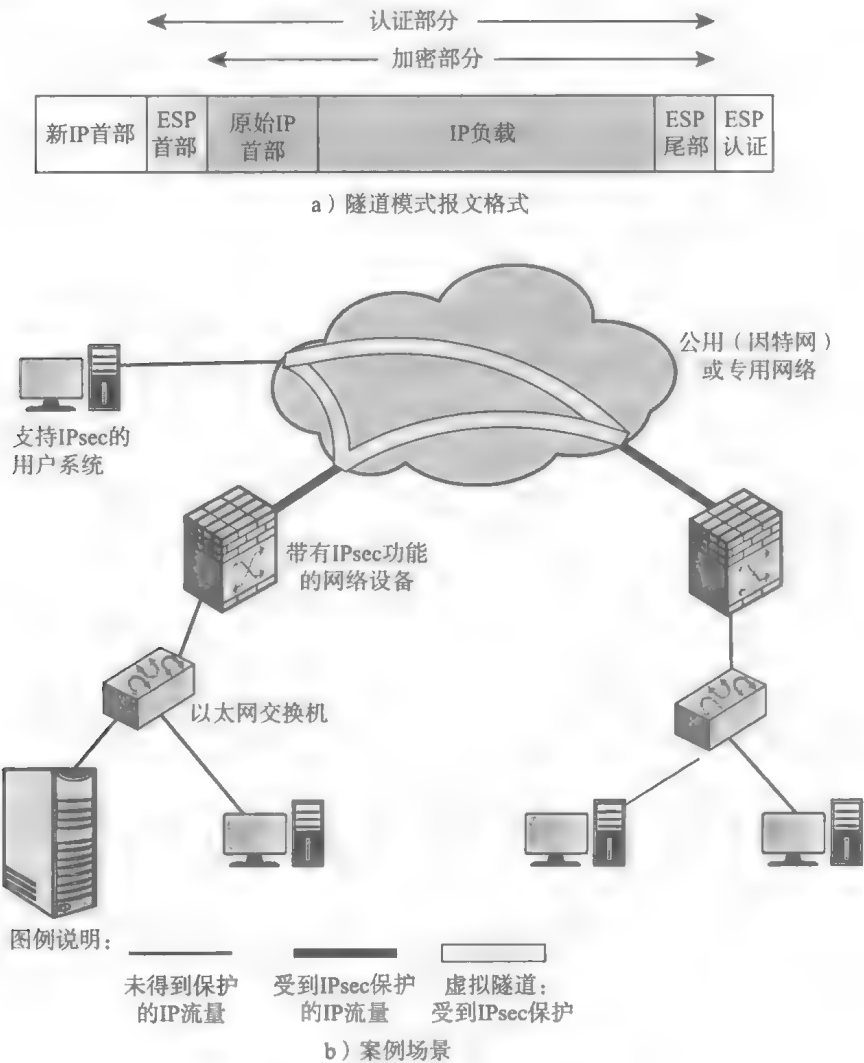 认证部分
加密部分
新IP首部
ESP
首部
原始IP
首部
IP负载
ESP
尾部
ESP
认证
a）隧道模式报文格式
公用（因特网）
或专用网络
支持IPsec的
用户系统
带有IPsec功能
的网络设备
以太网交换机
图例说明：
未得到保护
的IP流量
受到IPsec保护
的IP流量
虚拟隧道：
受到IPsec保护
b）案例场景